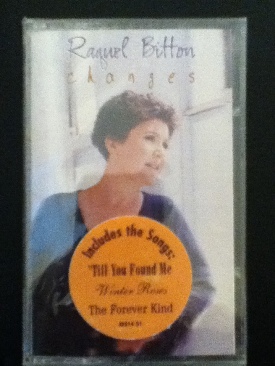 Raquel Bitton
changes
Includes the Songs:
"Till You Found Me
Winter Roses
The Forever Kind